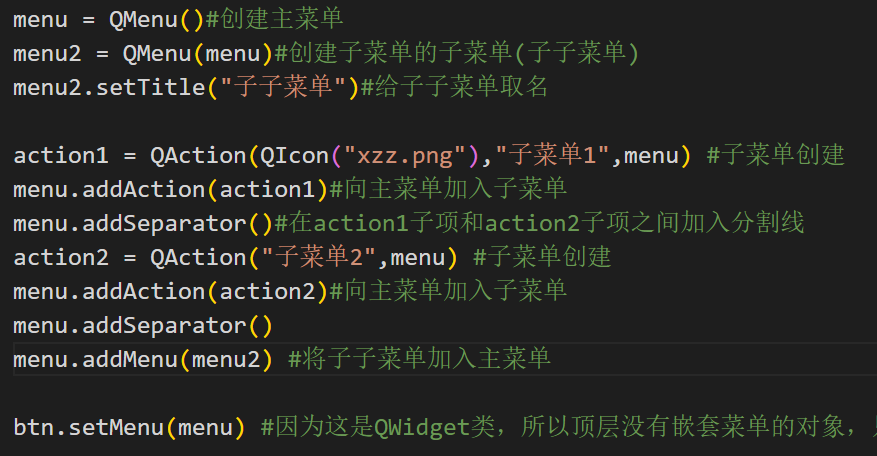 menu = QMenu()#创建主菜单
menu2 = QMenu(menu)#创建子菜单的子菜单(子子菜单)
menu2.setTitle("子子菜单")#给子子菜单取名
action1 = QAction(QIcon("xzz.png"),"子菜单1",menu) #子菜单创建
menu.addAction(action1)#向主菜单加入子菜单
menu.addSeparator()#在action1子项和action2子项之间加入分割线
action2 = QAction("子菜单2",menu) #子菜单创建
menu.addAction(action2)#向主菜单加入子菜单
menu.addSeparator()
menu.addMenu(menu2) #将子子菜单加入主菜单
btn.setMenu(menu) #因为这是QWidget类，所以顶层没有嵌套菜单的对象，